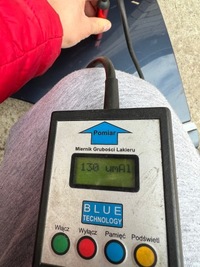 Pomiar
Miernik Grubości Lakieru
130 umAl
BLUE
TECHNOLOGY
Włącz Wyłącz Pamięć Podświetl